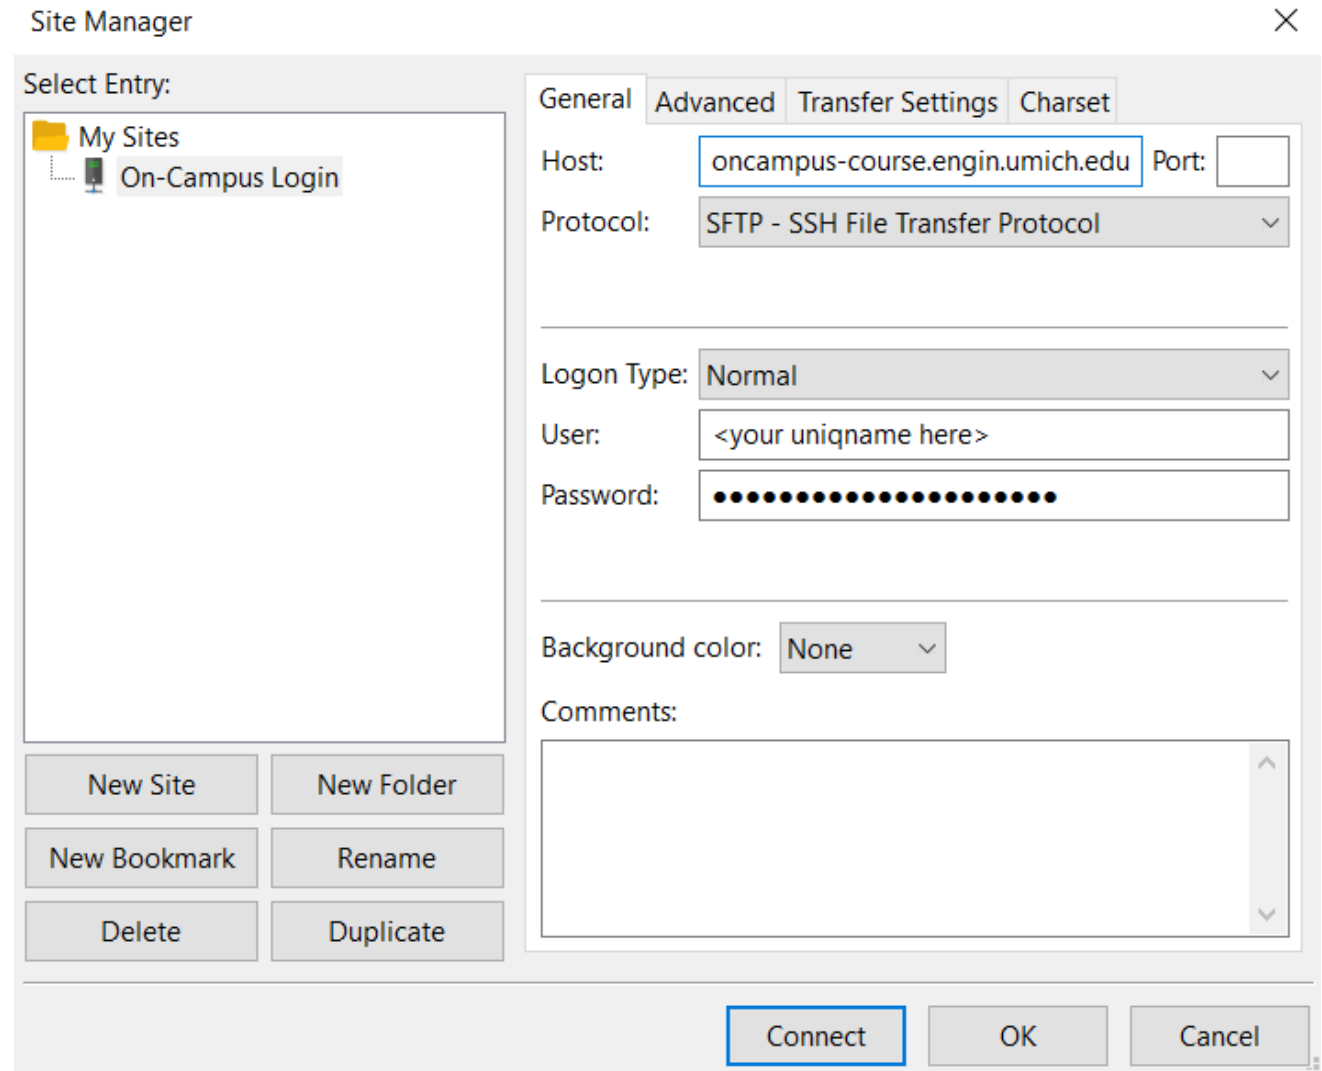 Site Manager
Select Entry:
My Sites
On-Campus Login
New Site
New Folder
New Bookmark
Rename
Delete
Duplicate
General Advanced Transfer Settings Charset
Host: oncampus-course.engin.umich.edu Port:
Protocol: SFTP - SSH File Transfer Protocol
Logon Type: Normal
User: <your uniqname here>
Password: ●●●●●●●●●●●●●●●●●●●●●
Background color: None
Comments:
Connect OK Cancel